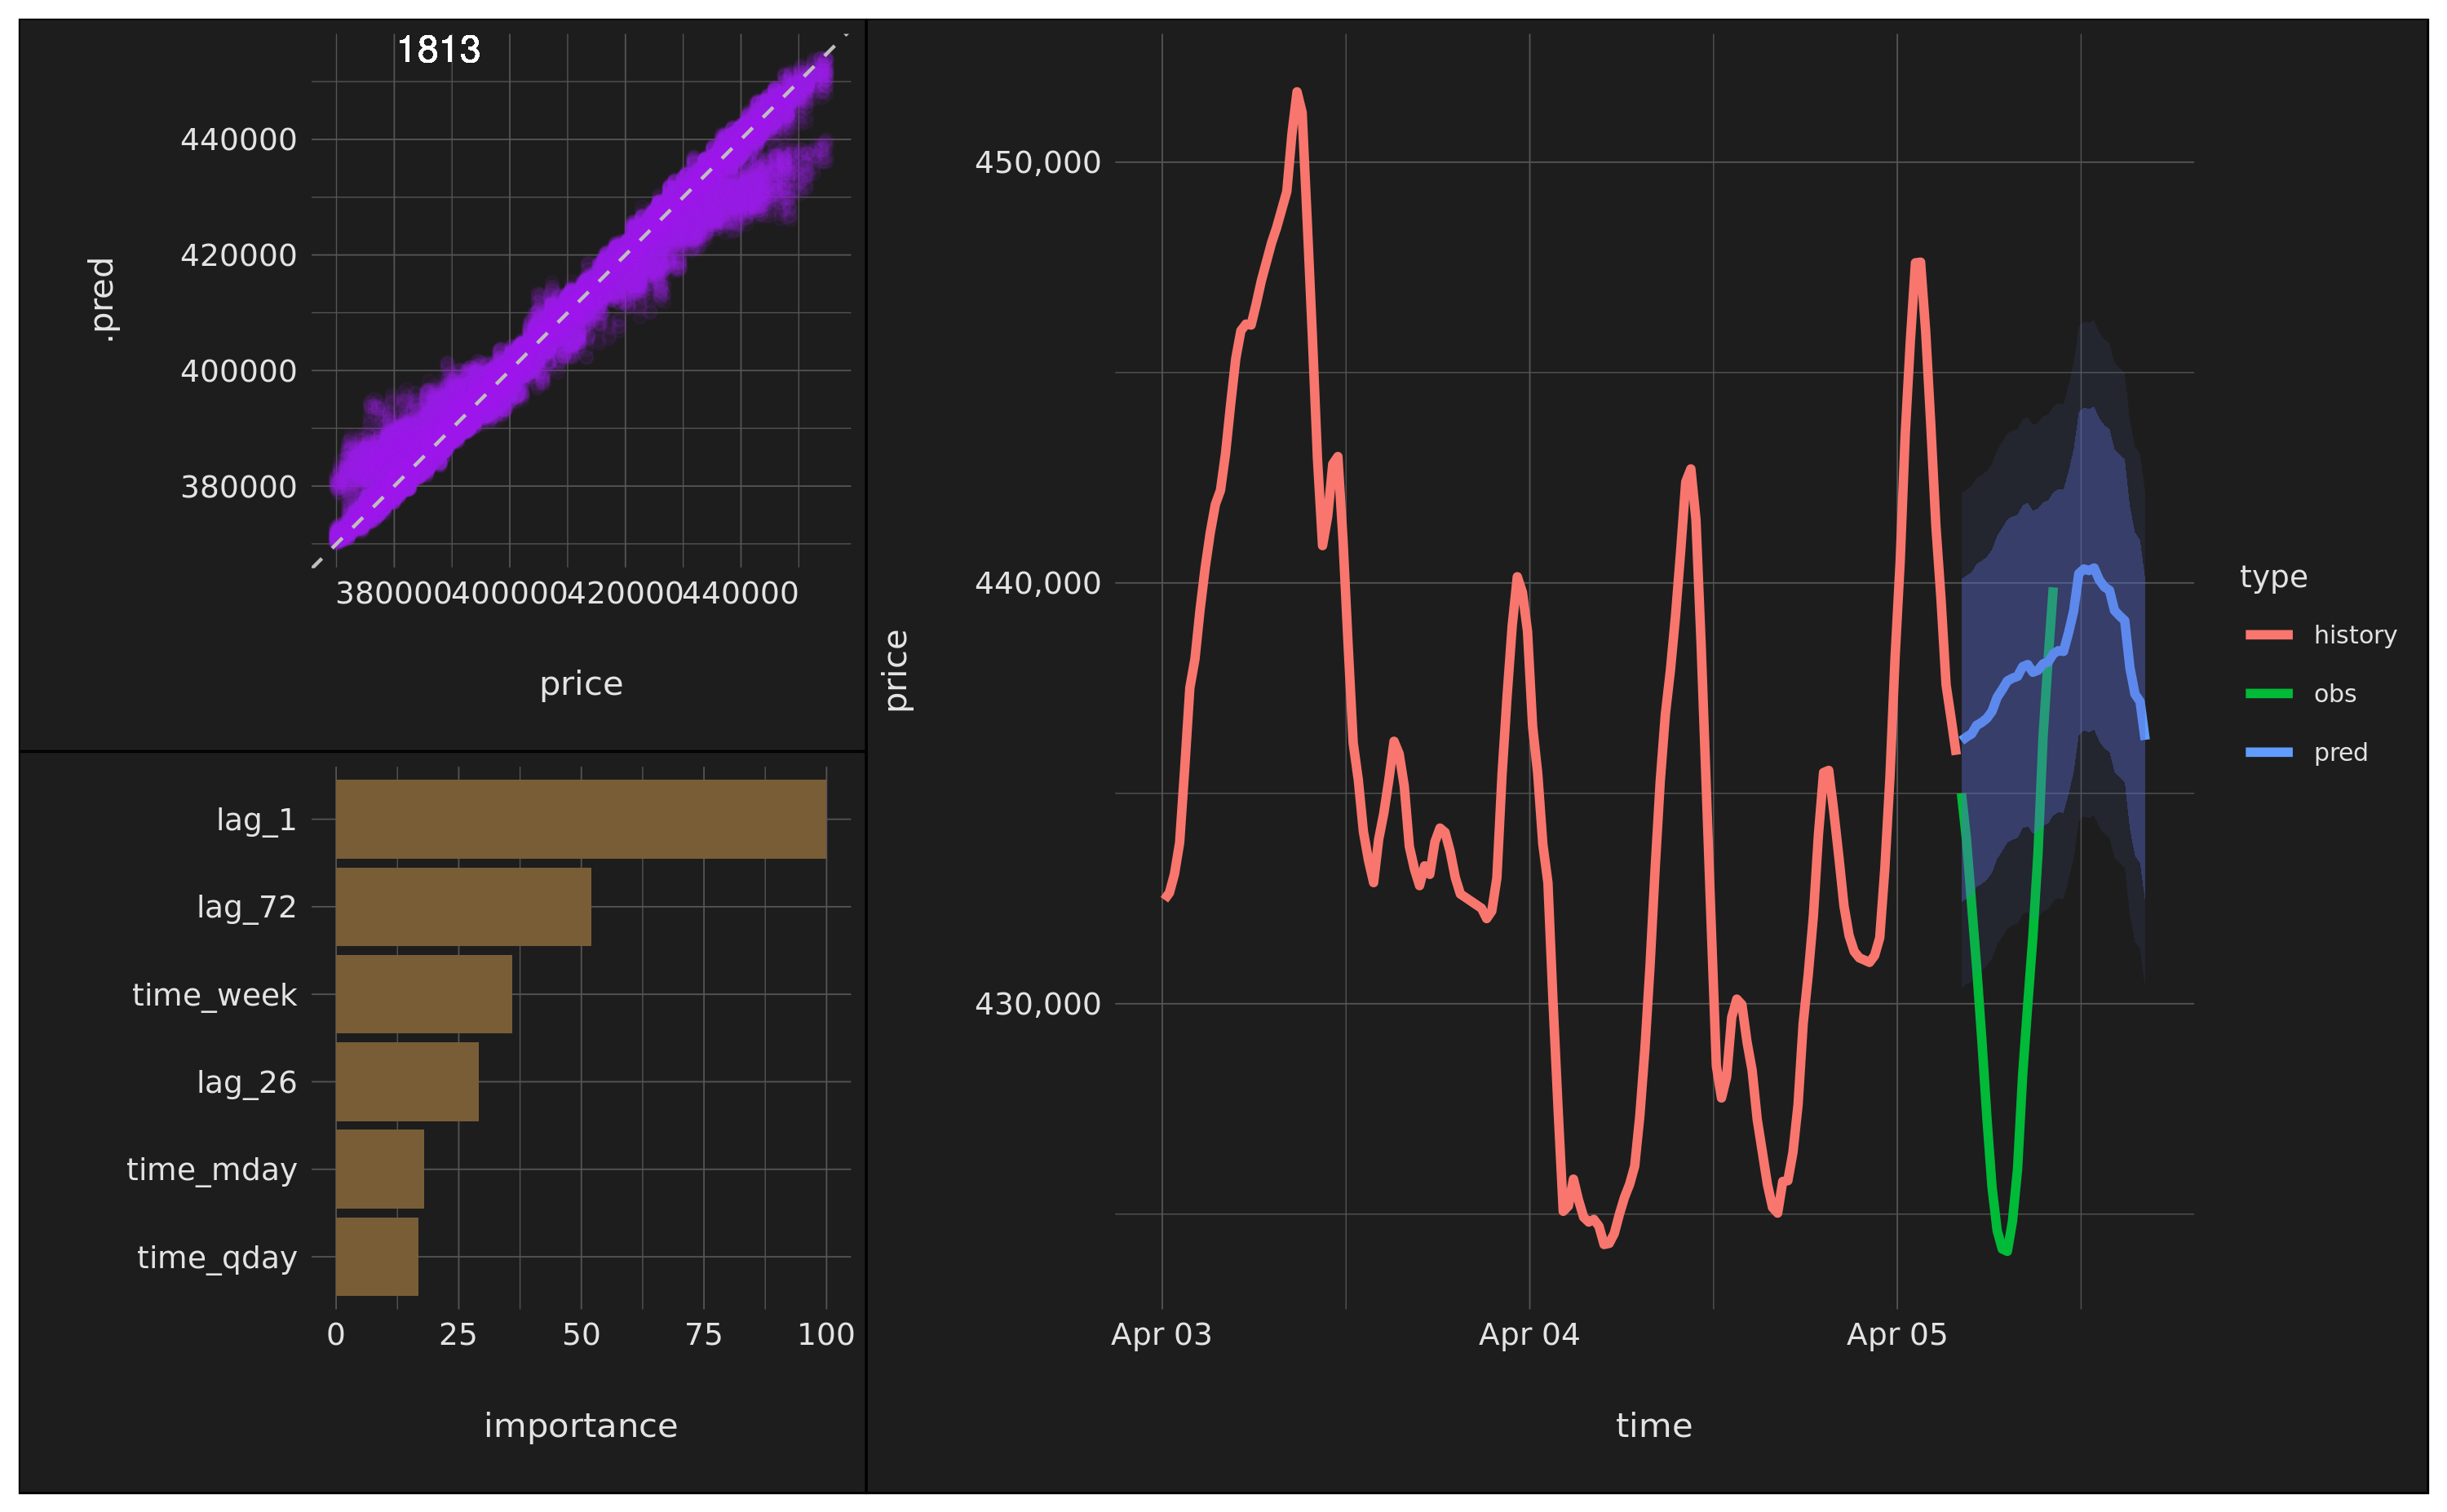 1813
440000
420000
400000
380000
.pred
380000400000420000440000
price
lag_1
lag_72
time_week
lag_26
time_mday
time_qday
0 25 50 75 100
importance
450,000
440,000
430,000
price
Apr 03 Apr 04 Apr 05
time
type
history
obs
pred